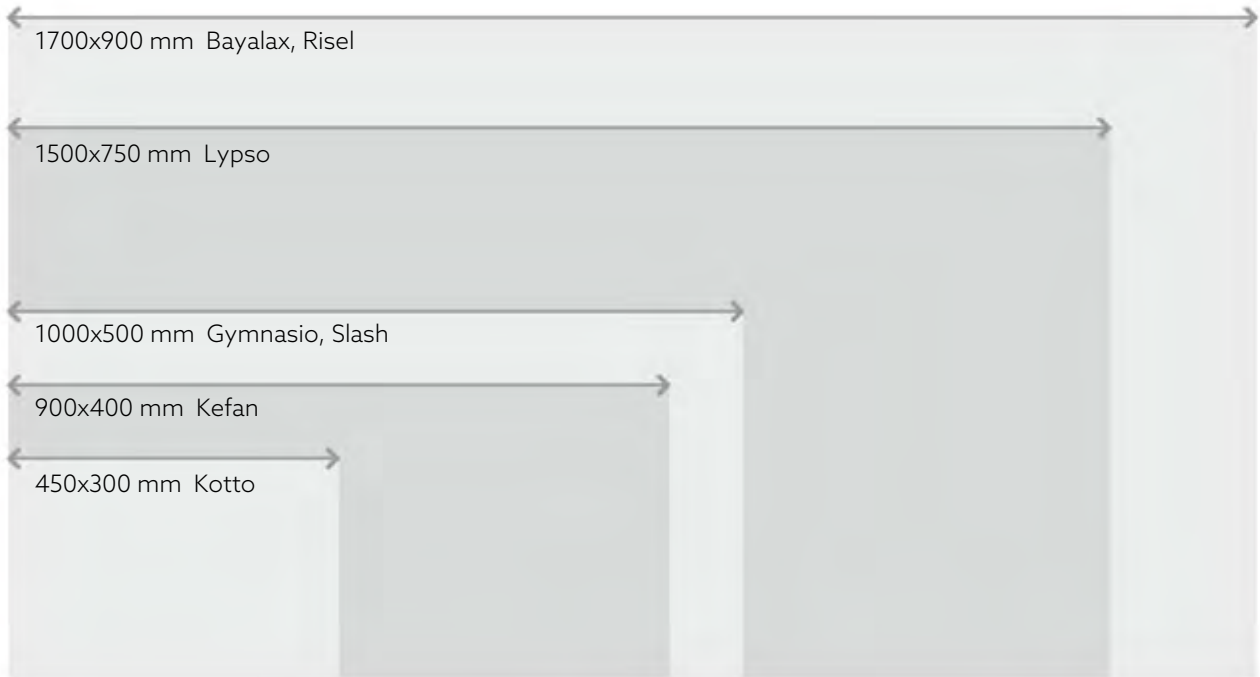 1700x900 mm Bayalax, Risel
1500x750 mm Lypso
1000x500 mm Gymnasio, Slash
900x400 mm Kefan
450x300 mm Kotto